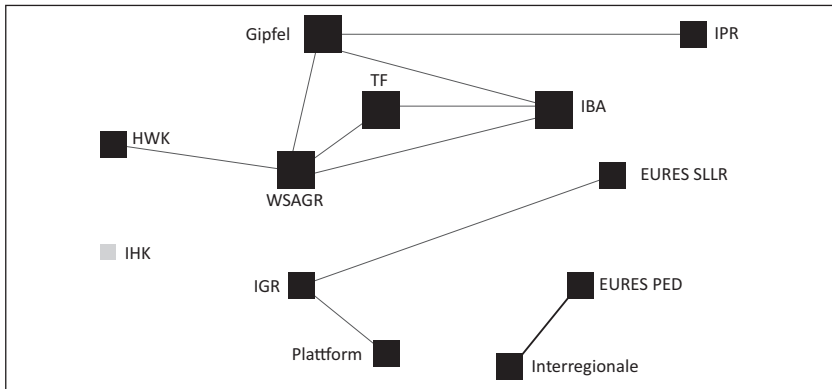 Gipfel
IPR
TF
IBA
HWK
EURES SLLR
WSAGR
IHK
IGR
EURES PED
Plattform
Interregionale